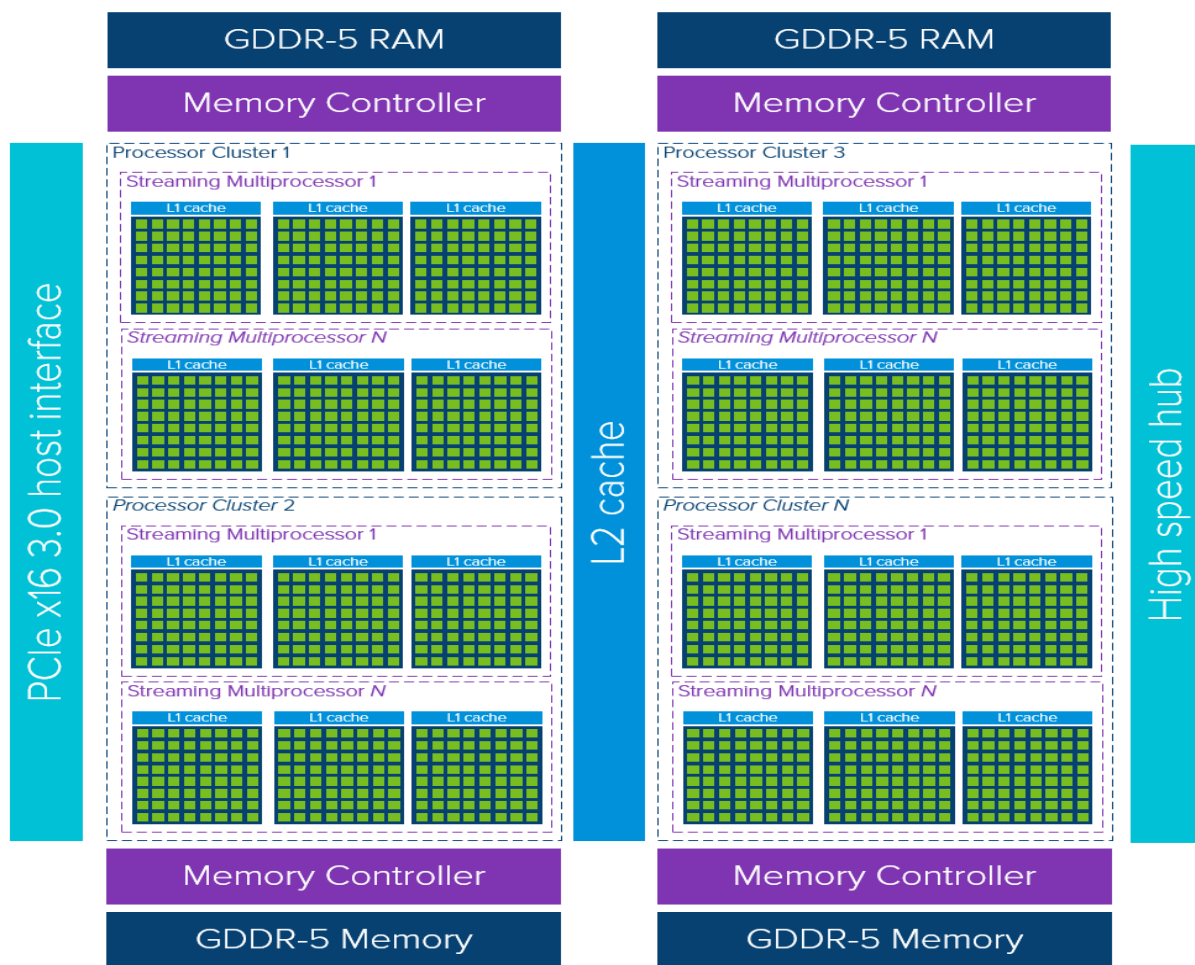 GDDR-5 RAM
GDDR-5 RAM
Memory Controller
Memory Controller
PCIe x16 3.0 host interface
Processor Cluster 1
Streaming Multiprocessor 1
L1 cache L1 cache L1 cache
Streaming Multiprocessor N
L1 cache L1 cache L1 cache
Processor Cluster 2
Streaming Multiprocessor 1
L1 cache L1 cache L1 cache
Streaming Multiprocessor N
L1 cache L1 cache L1 cache
L2 cache
Processor Cluster 3
Streaming Multiprocessor 1
L1 cache L1 cache L1 cache
Streaming Multiprocessor N
L1 cache L1 cache L1 cache
Processor Cluster N
Streaming Multiprocessor 1
L1 cache L1 cache L1 cache
Streaming Multiprocessor N
L1 cache L1 cache L1 cache
High speed hub
Memory Controller
Memory Controller
GDDR-5 Memory
GDDR-5 Memory